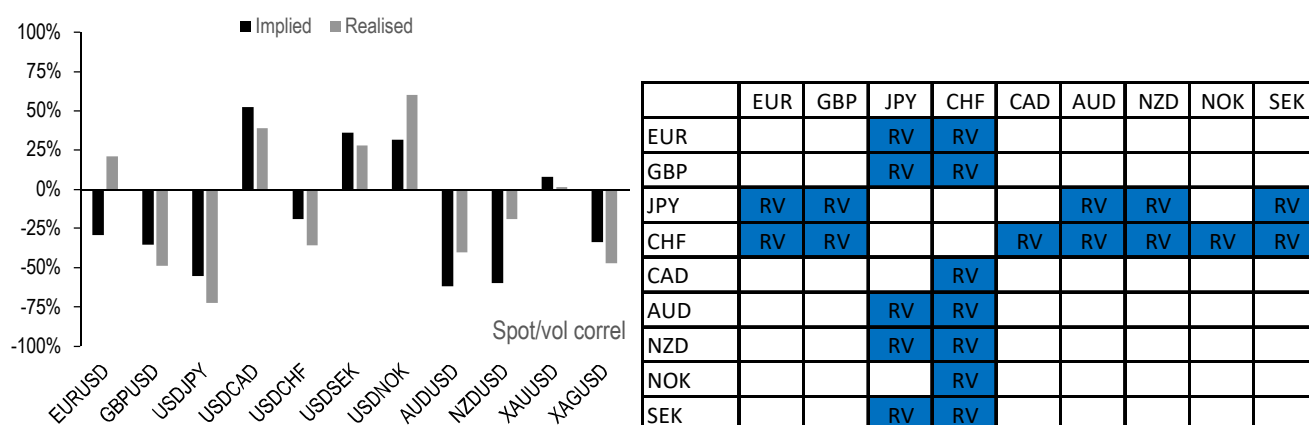 Implied Realised
100%
75%
50%
25%
0%
-25%
-50%
-75%
-100%
Spot/vol correl
EURUSD GBPUSD USDJPY USDCAD USDCHF USDSEK USDNOK AUDUSD NZDUSD XAUUSD XAGUSD
EUR GBP JPY CHF CAD AUD NZD NOK SEK
EUR RV RV
GBP RV RV
JPY RV RV RV RV RV
CHF RV RV RV RV RV RV RV
CAD RV
AUD RV RV
NZD RV RV
NOK RV
SEK RV RV